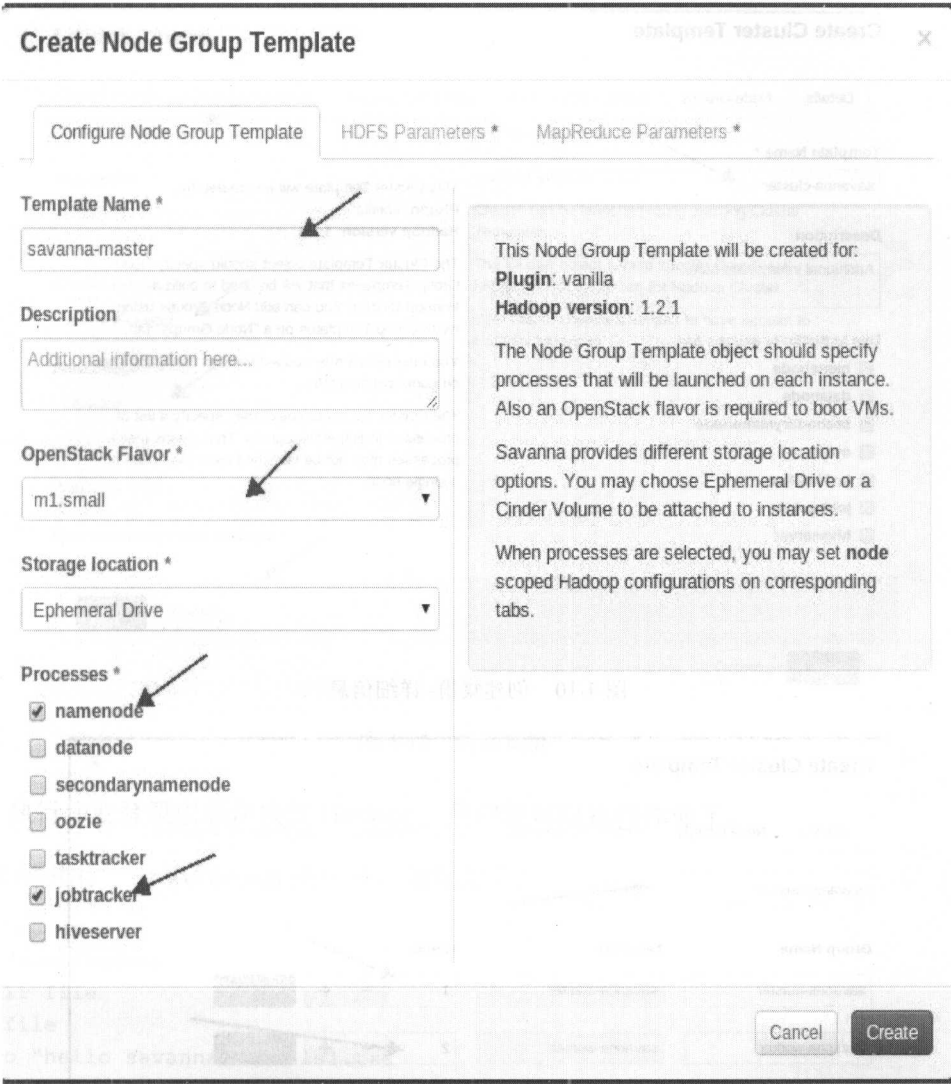 Create Node Group Template
×
Configure Node Group Template
HDFS Parameters *
MapReduce Parameters *
Template Name *
savanna-master
Description
Additional information here...
OpenStack Flavor *
m1.small
Storage location *
Ephemeral Drive
Processes *
namenode
datanode
secondarynamenode
oozie
tasktracker
jobtracker
hiveserver
This Node Group Template will be created for:
Plugin: vanilla
Hadoop version: 1.2.1
The Node Group Template object should specify
processes that will be launched on each instance.
Also an OpenStack flavor is required to boot VMs.
Savanna provides different storage location
options. You may choose Ephemeral Drive or a
Cinder Volume to be attached to instances.
When processes are selected, you may set node
scoped Hadoop configurations on corresponding
tabs.
Cancel
Create